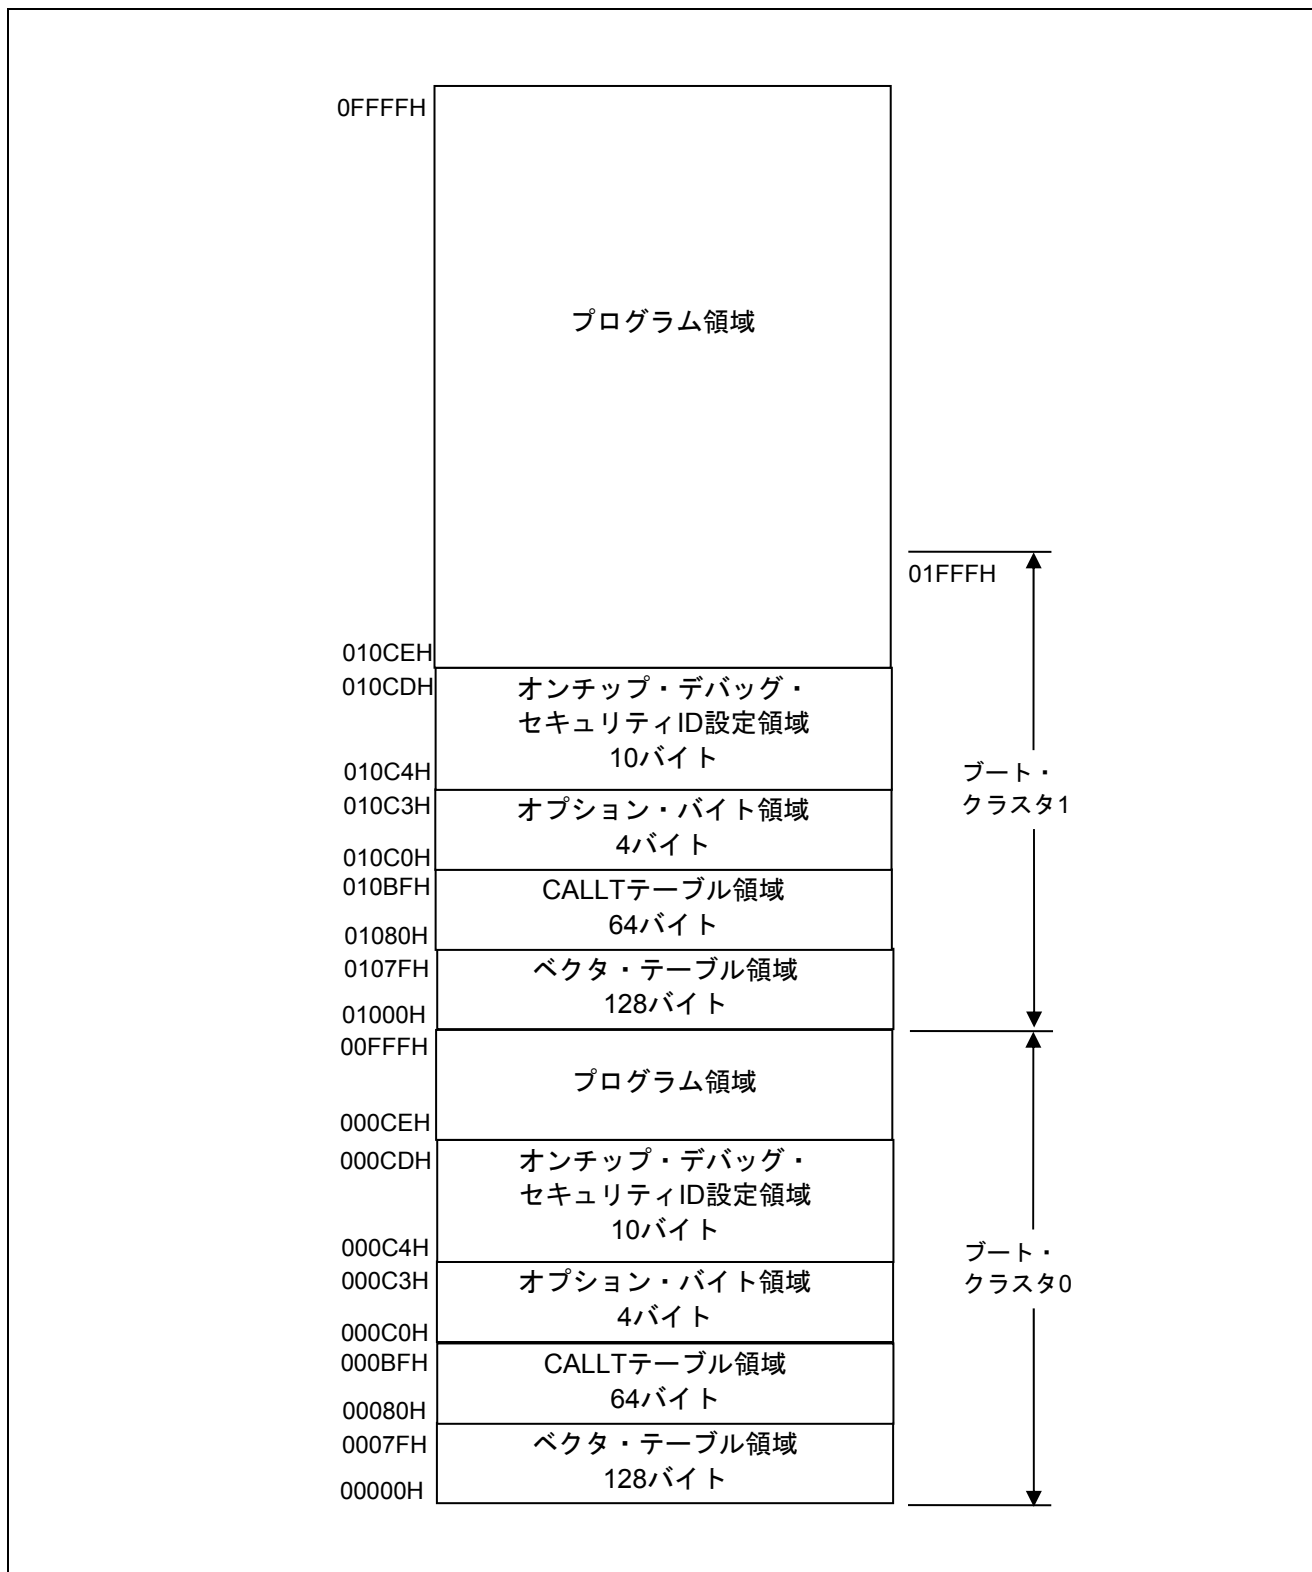 0FFFFH
プログラム領域
01FFFH
010CEH
010CDH
オンチップ・デバッグ・
セキュリティID設定領域
10バイト
010C4H
ブート・
クラスタ1
010C3H
オプション・バイト領域
4バイト
010C0H
010BFH
CALLTテーブル領域
64バイト
01080H
0107FH
ベクタ・テーブル領域
128バイト
01000H
00FFFH
プログラム領域
000CEH
000CDH
オンチップ・デバッグ・
セキュリティID設定領域
10バイト
000C4H
ブート・
クラスタ0
000C3H
オプション・バイト領域
4バイト
000C0H
000BFH
CALLTテーブル領域
64バイト
00080H
0007FH
ベクタ・テーブル領域
128バイト
00000H